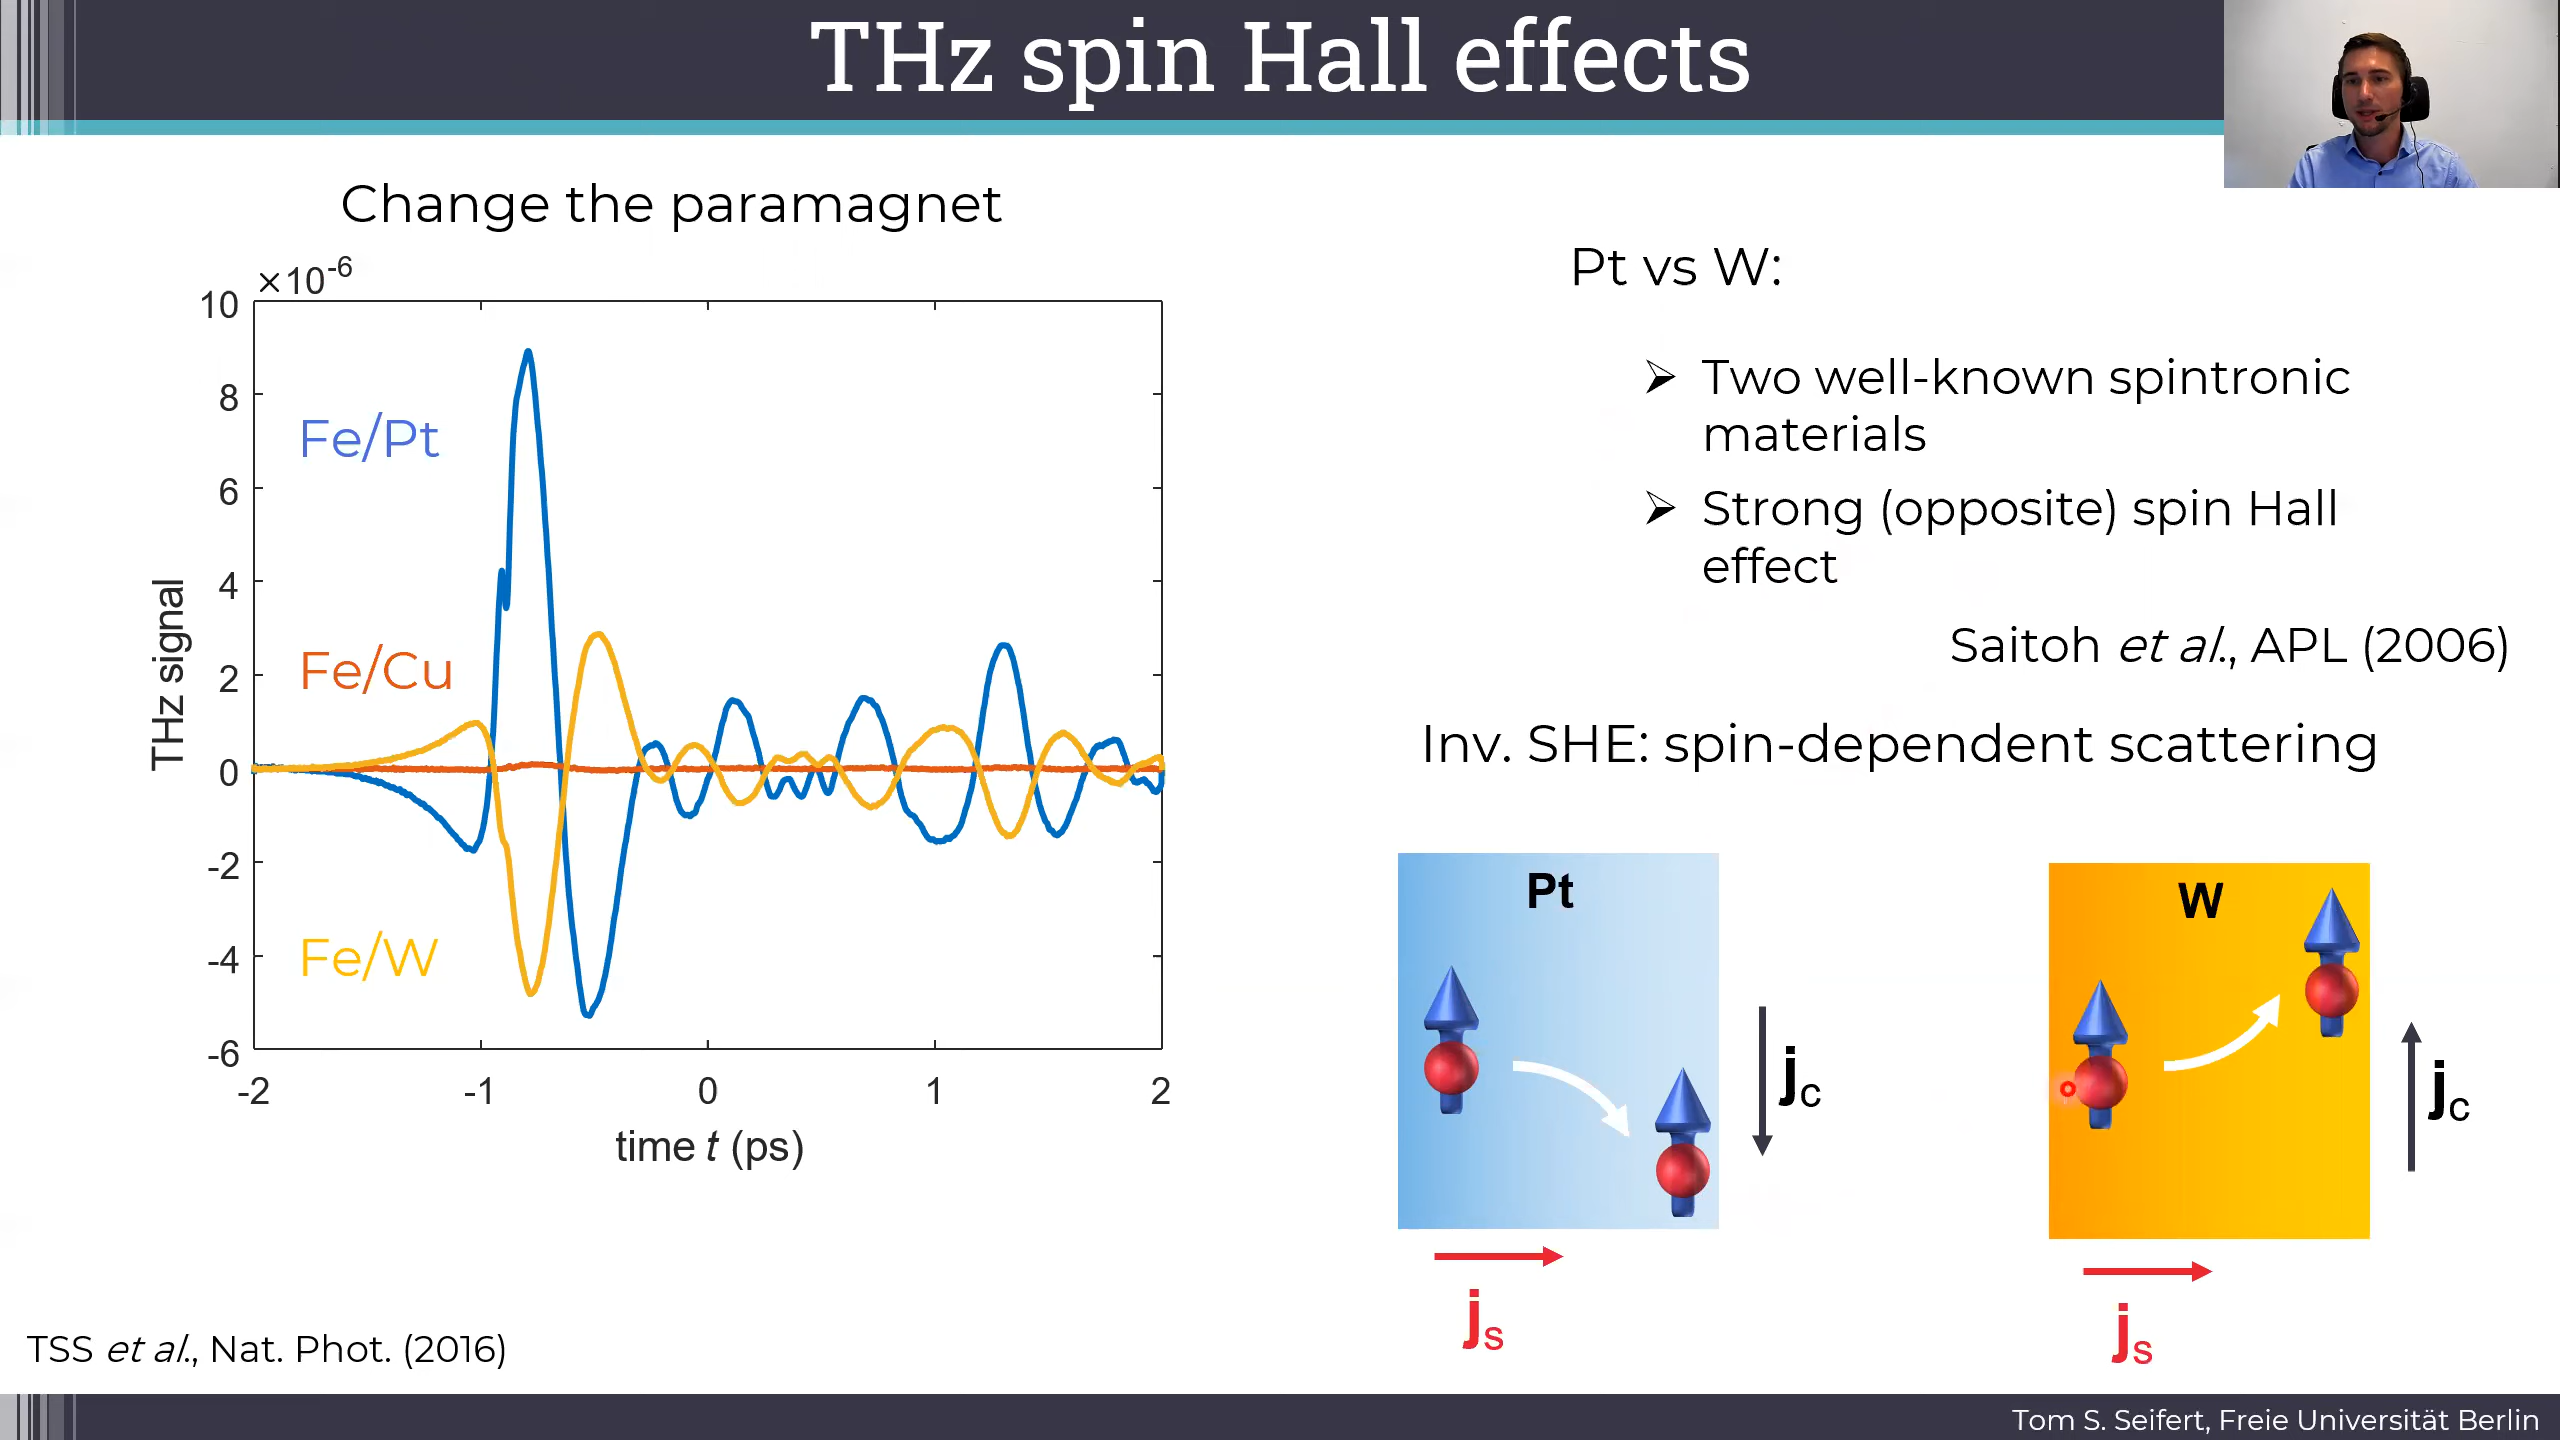 THz spin Hall effects
Change the paramagnet
×10-6
10
8
6
4
2
0
-2
-4
-6
THz signal
Fe/Pt
Fe/Cu
Fe/W
-2
-1
0
1
2
time t (ps)
TSS et al., Nat. Phot. (2016)
Pt vs W:
Two well-known spintronic
materials
Strong (opposite) spin Hall
effect
Saitoh et al., APL (2006)
Inv. SHE: spin-dependent scattering
Pt
jc
js
W
jc
js
Tom S. Seifert, Freie Universität Berlin